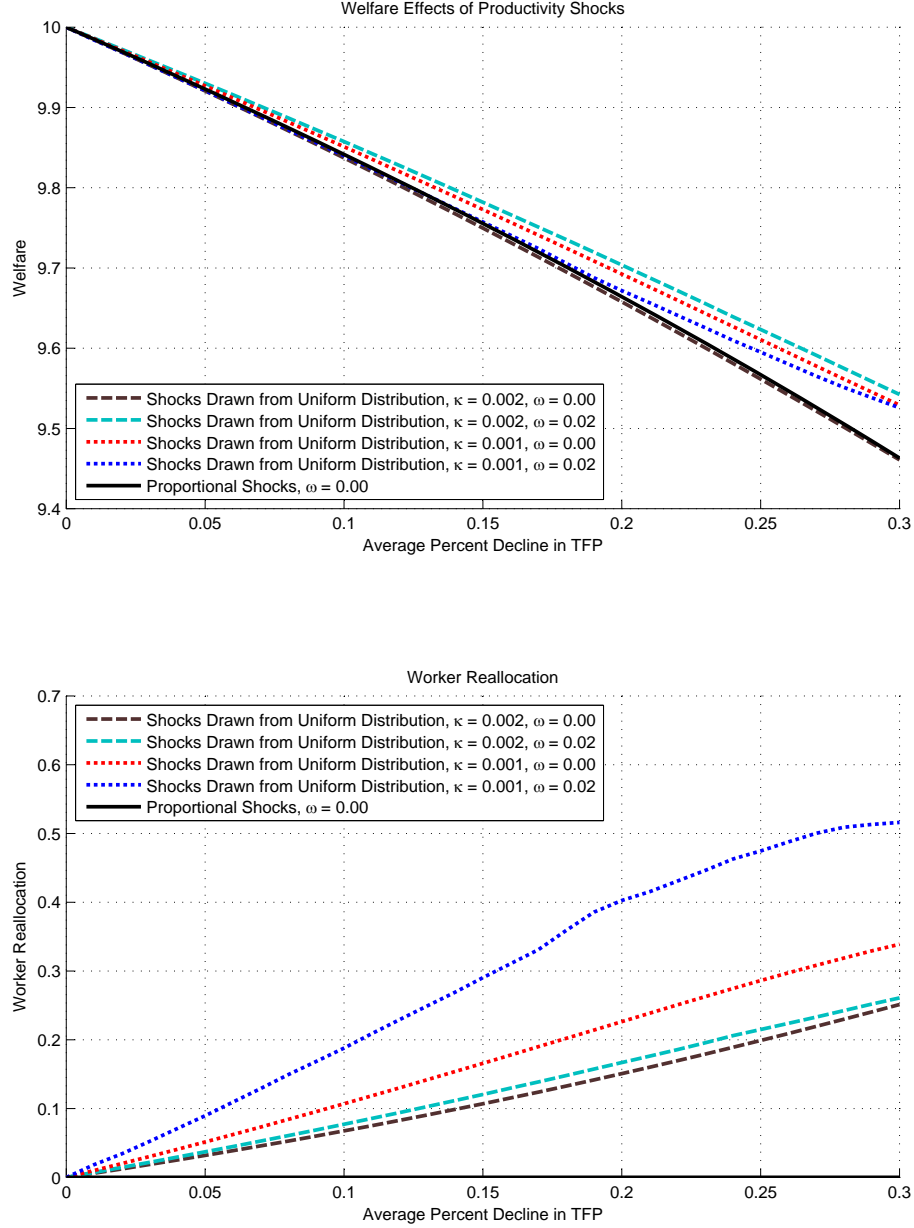 Welfare Effects of Productivity Shocks
10
9.9
9.8
9.7
9.6
9.5
9.4
Welfare
Shocks Drawn from Uniform Distribution, κ = 0.002, ω = 0.00
Shocks Drawn from Uniform Distribution, κ = 0.002, ω = 0.02
Shocks Drawn from Uniform Distribution, κ = 0.001, ω = 0.00
Shocks Drawn from Uniform Distribution, κ = 0.001, ω = 0.02
Proportional Shocks, ω = 0.00
0 0.05 0.1 0.15 0.2 0.25 0.3
Average Percent Decline in TFP
Worker Reallocation
0.7
0.6
0.5
0.4
0.3
0.2
0.1
0
Worker Reallocation
Shocks Drawn from Uniform Distribution, κ = 0.002, ω = 0.00
Shocks Drawn from Uniform Distribution, κ = 0.002, ω = 0.02
Shocks Drawn from Uniform Distribution, κ = 0.001, ω = 0.00
Shocks Drawn from Uniform Distribution, κ = 0.001, ω = 0.02
Proportional Shocks, ω = 0.00
0 0.05 0.1 0.15 0.2 0.25 0.3
Average Percent Decline in TFP